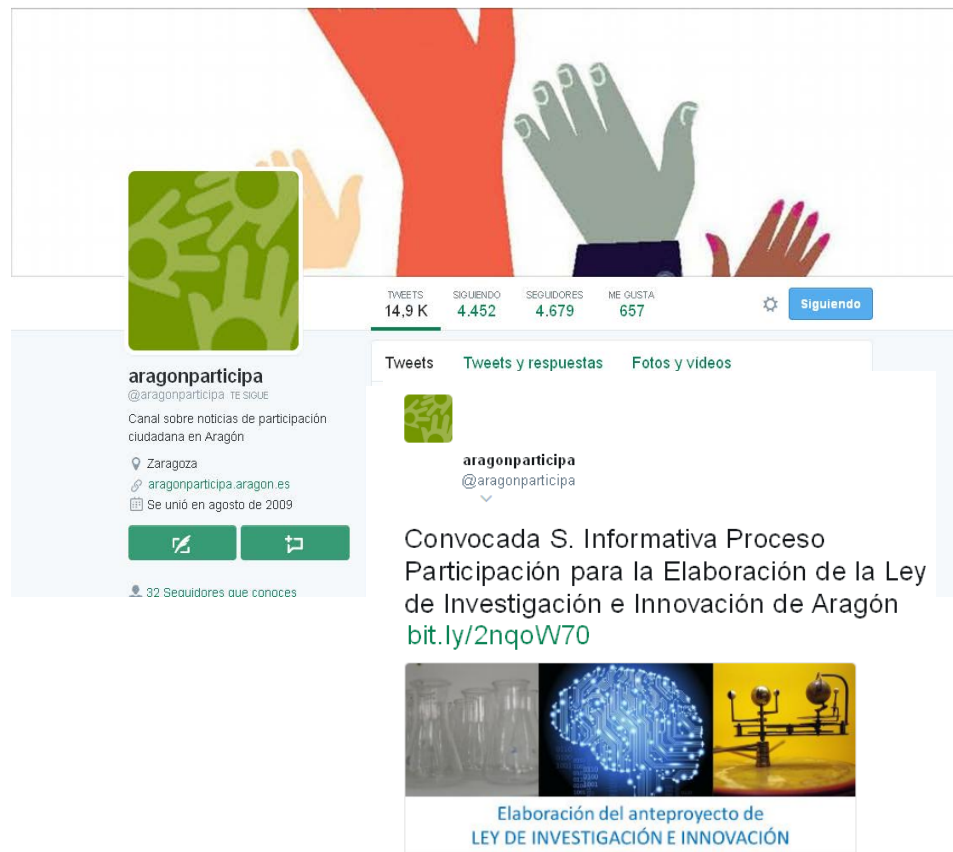 TWEETS SIGUIENDO SEGUIDORES ME GUSTA
14,9 K 4.452 4.679 657
Siguiendo
aragonparticipa
@aragonparticipa TE SIGUE
Canal sobre noticias de participación
ciudadana en Aragón
Zaragoza
aragonparticipa.aragon.es
Se unió en agosto de 2009
32 Seguidores que conoces
Tweets Tweets y respuestas Fotos y vídeos
aragonparticipa
@aragonparticipa
Convocada S. Informativa Proceso
Participación para la Elaboración de la Ley
de Investigación e Innovación de Aragón
bit.ly/2nqoW70
Elaboración del anteproyecto de
LEY DE INVESTIGACIÓN E INNOVACIÓN